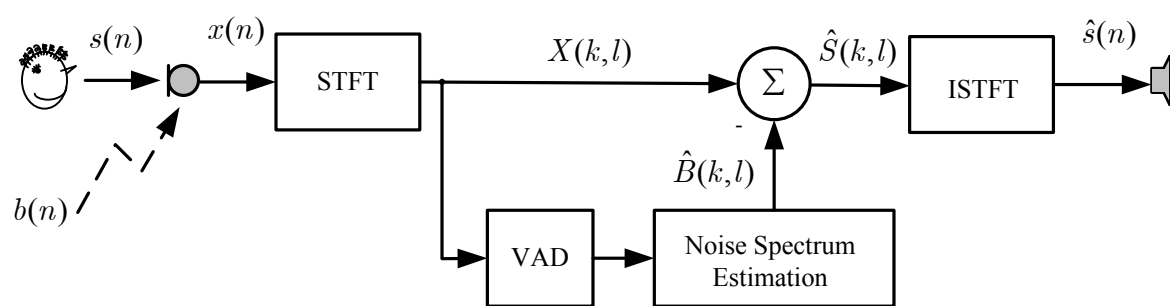 s(n)
x(n)
STFT
X(k,l)
Σ
-
Ŝ(k,l)
ISTFT
ŝ(n)
b(n)
B̂(k,l)
VAD
Noise Spectrum
Estimation